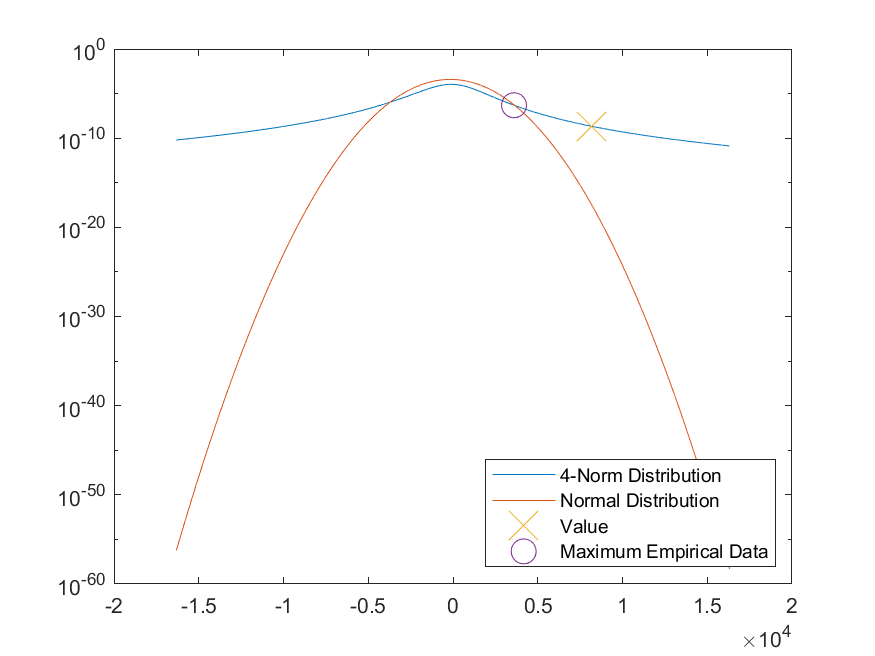 10^0
10^-10
10^-20
10^-30
10^-40
10^-50
10^-60
-2 -1.5 -1 -0.5 0 0.5 1 1.5 2
×10^4
4-Norm Distribution
Normal Distribution
Value
Maximum Empirical Data